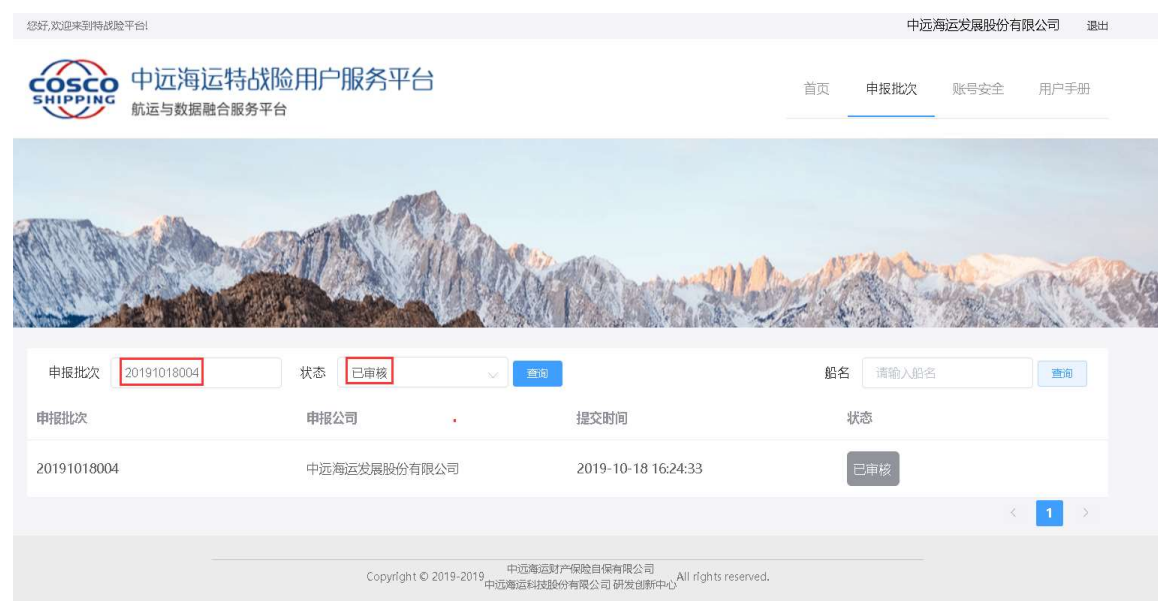 您好,欢迎来到特战险平台! 中远海运发展股份有限公司 退出
COSCO SHIPPING 中远海运特战险用户服务平台
航运与数据融合服务平台
首页 申报批次 账号安全 用户手册
申报批次 20191018004 状态 已审核 查询 船名 请输入船名 查询
申报批次 申报公司 提交时间 状态
20191018004 中远海运发展股份有限公司 2019-10-18 16:24:33 已审核
< 1 >
Copyright © 2019-2019 中远海运财产保险自保有限公司
中远海运科技股份有限公司 研发创新中心 All rights reserved.